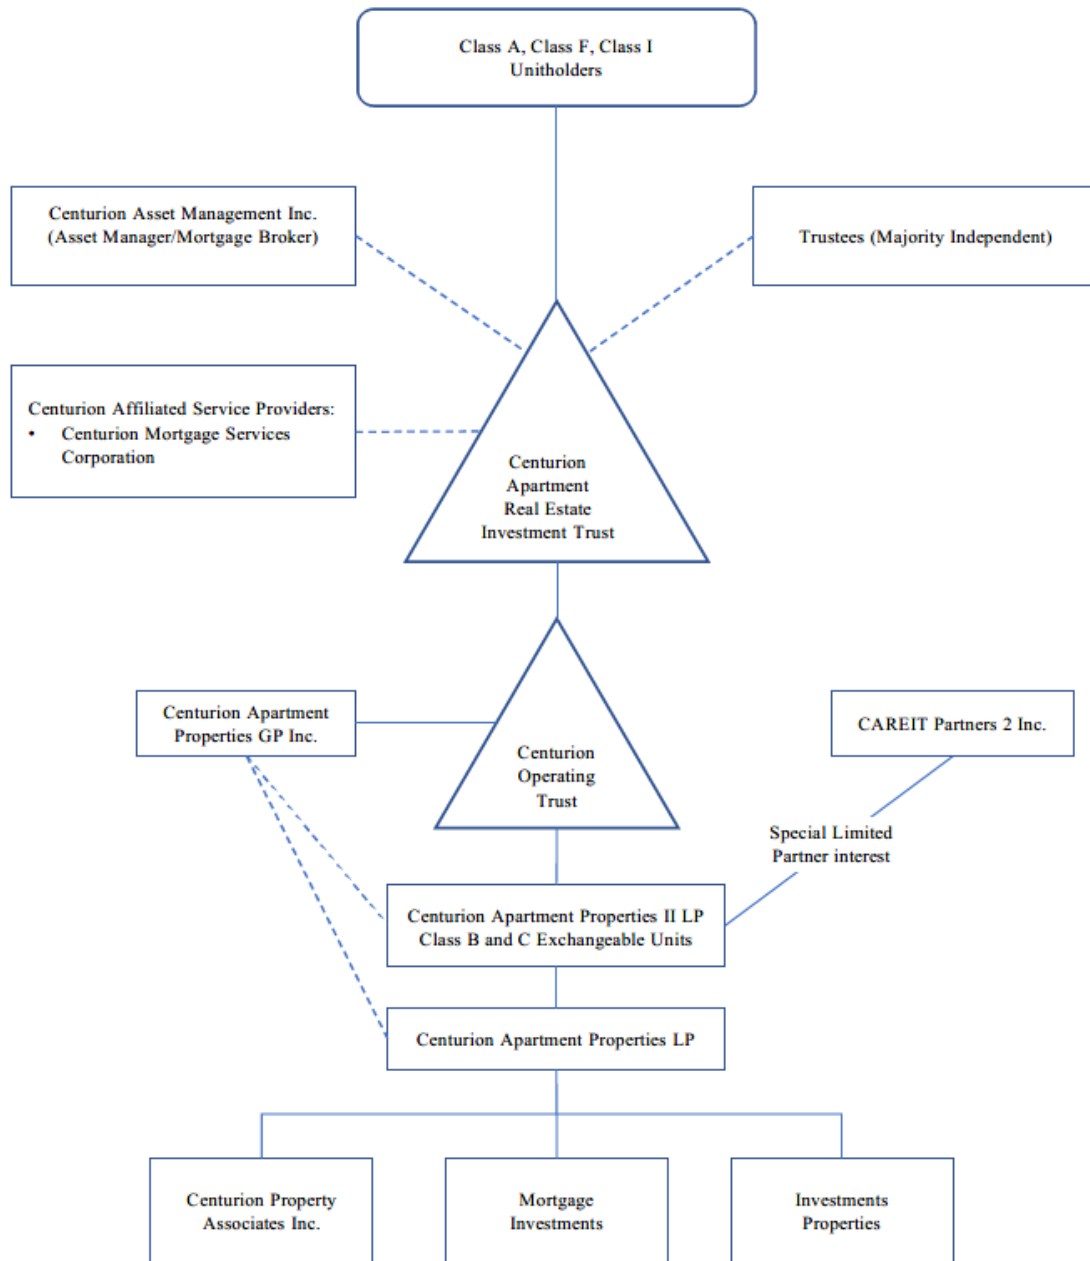 Class A, Class F, Class I
Unitholders
Centurion Asset Management Inc.
(Asset Manager/Mortgage Broker)
Trustees (Majority Independent)
Centurion Affiliated Service Providers:
• Centurion Mortgage Services
Corporation
Centurion
Apartment
Real Estate
Investment Trust
Centurion Apartment
Properties GP Inc.
CAREIT Partners 2 Inc.
Centurion
Operating
Trust
Special Limited
Partner interest
Centurion Apartment Properties II LP
Class B and C Exchangeable Units
Centurion Apartment Properties LP
Centurion Property
Associates Inc.
Mortgage
Investments
Investments
Properties